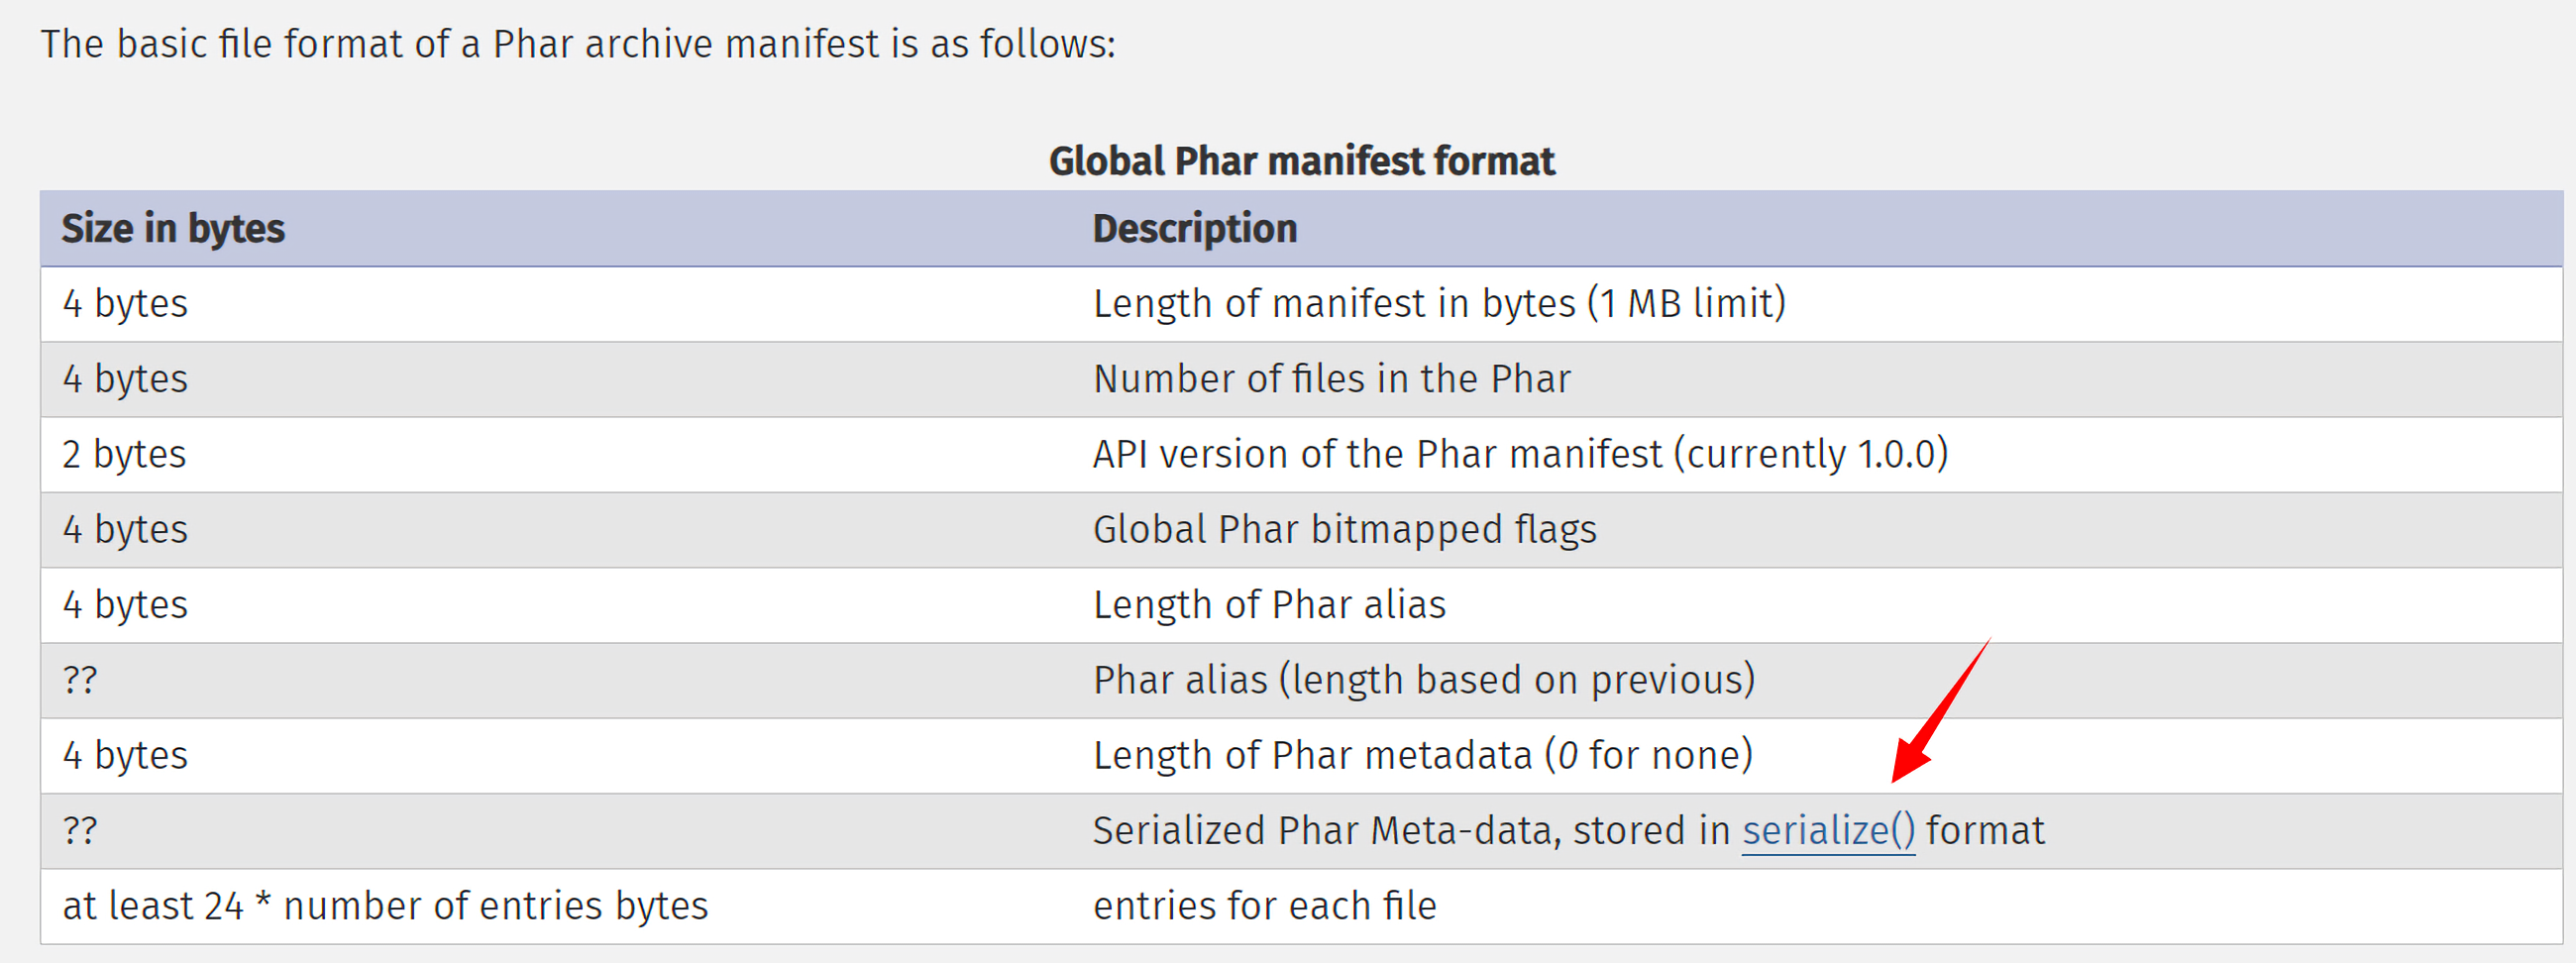 The basic file format of a Phar archive manifest is as follows:
Global Phar manifest format
Size in bytes Description
4 bytes Length of manifest in bytes (1 MB limit)
4 bytes Number of files in the Phar
2 bytes API version of the Phar manifest (currently 1.0.0)
4 bytes Global Phar bitmapped flags
4 bytes Length of Phar alias
?? Phar alias (length based on previous)
4 bytes Length of Phar metadata (0 for none)
?? Serialized Phar Meta-data, stored in serialize() format
at least 24 * number of entries bytes entries for each file